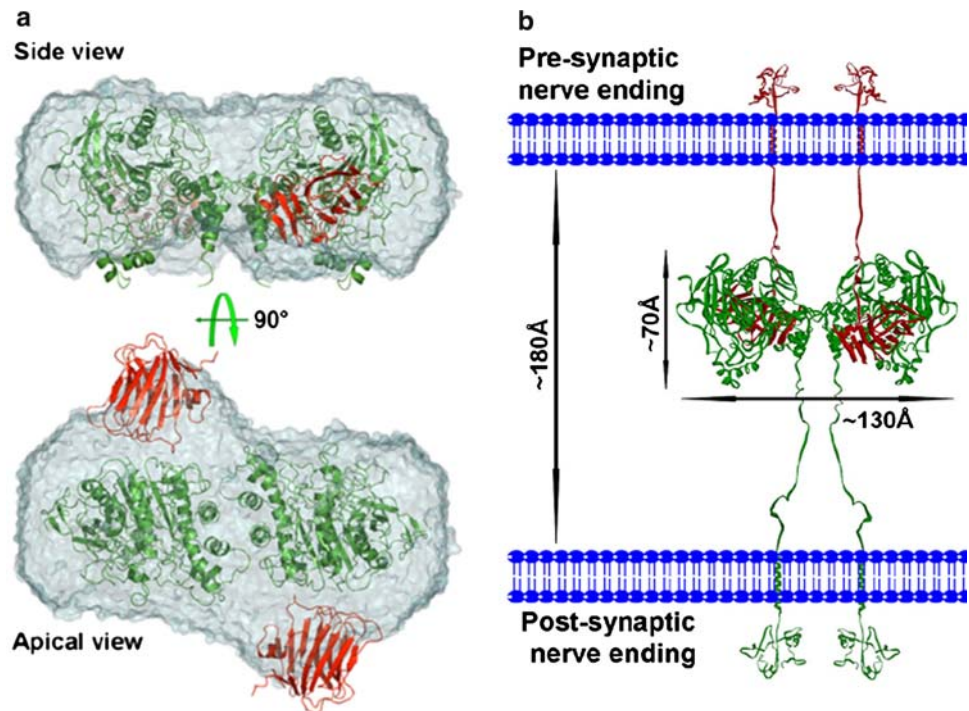 a
Side view
90°
Apical view
b
Pre-synaptic
nerve ending
~180Å
~70Å
~130Å
Post-synaptic
nerve ending